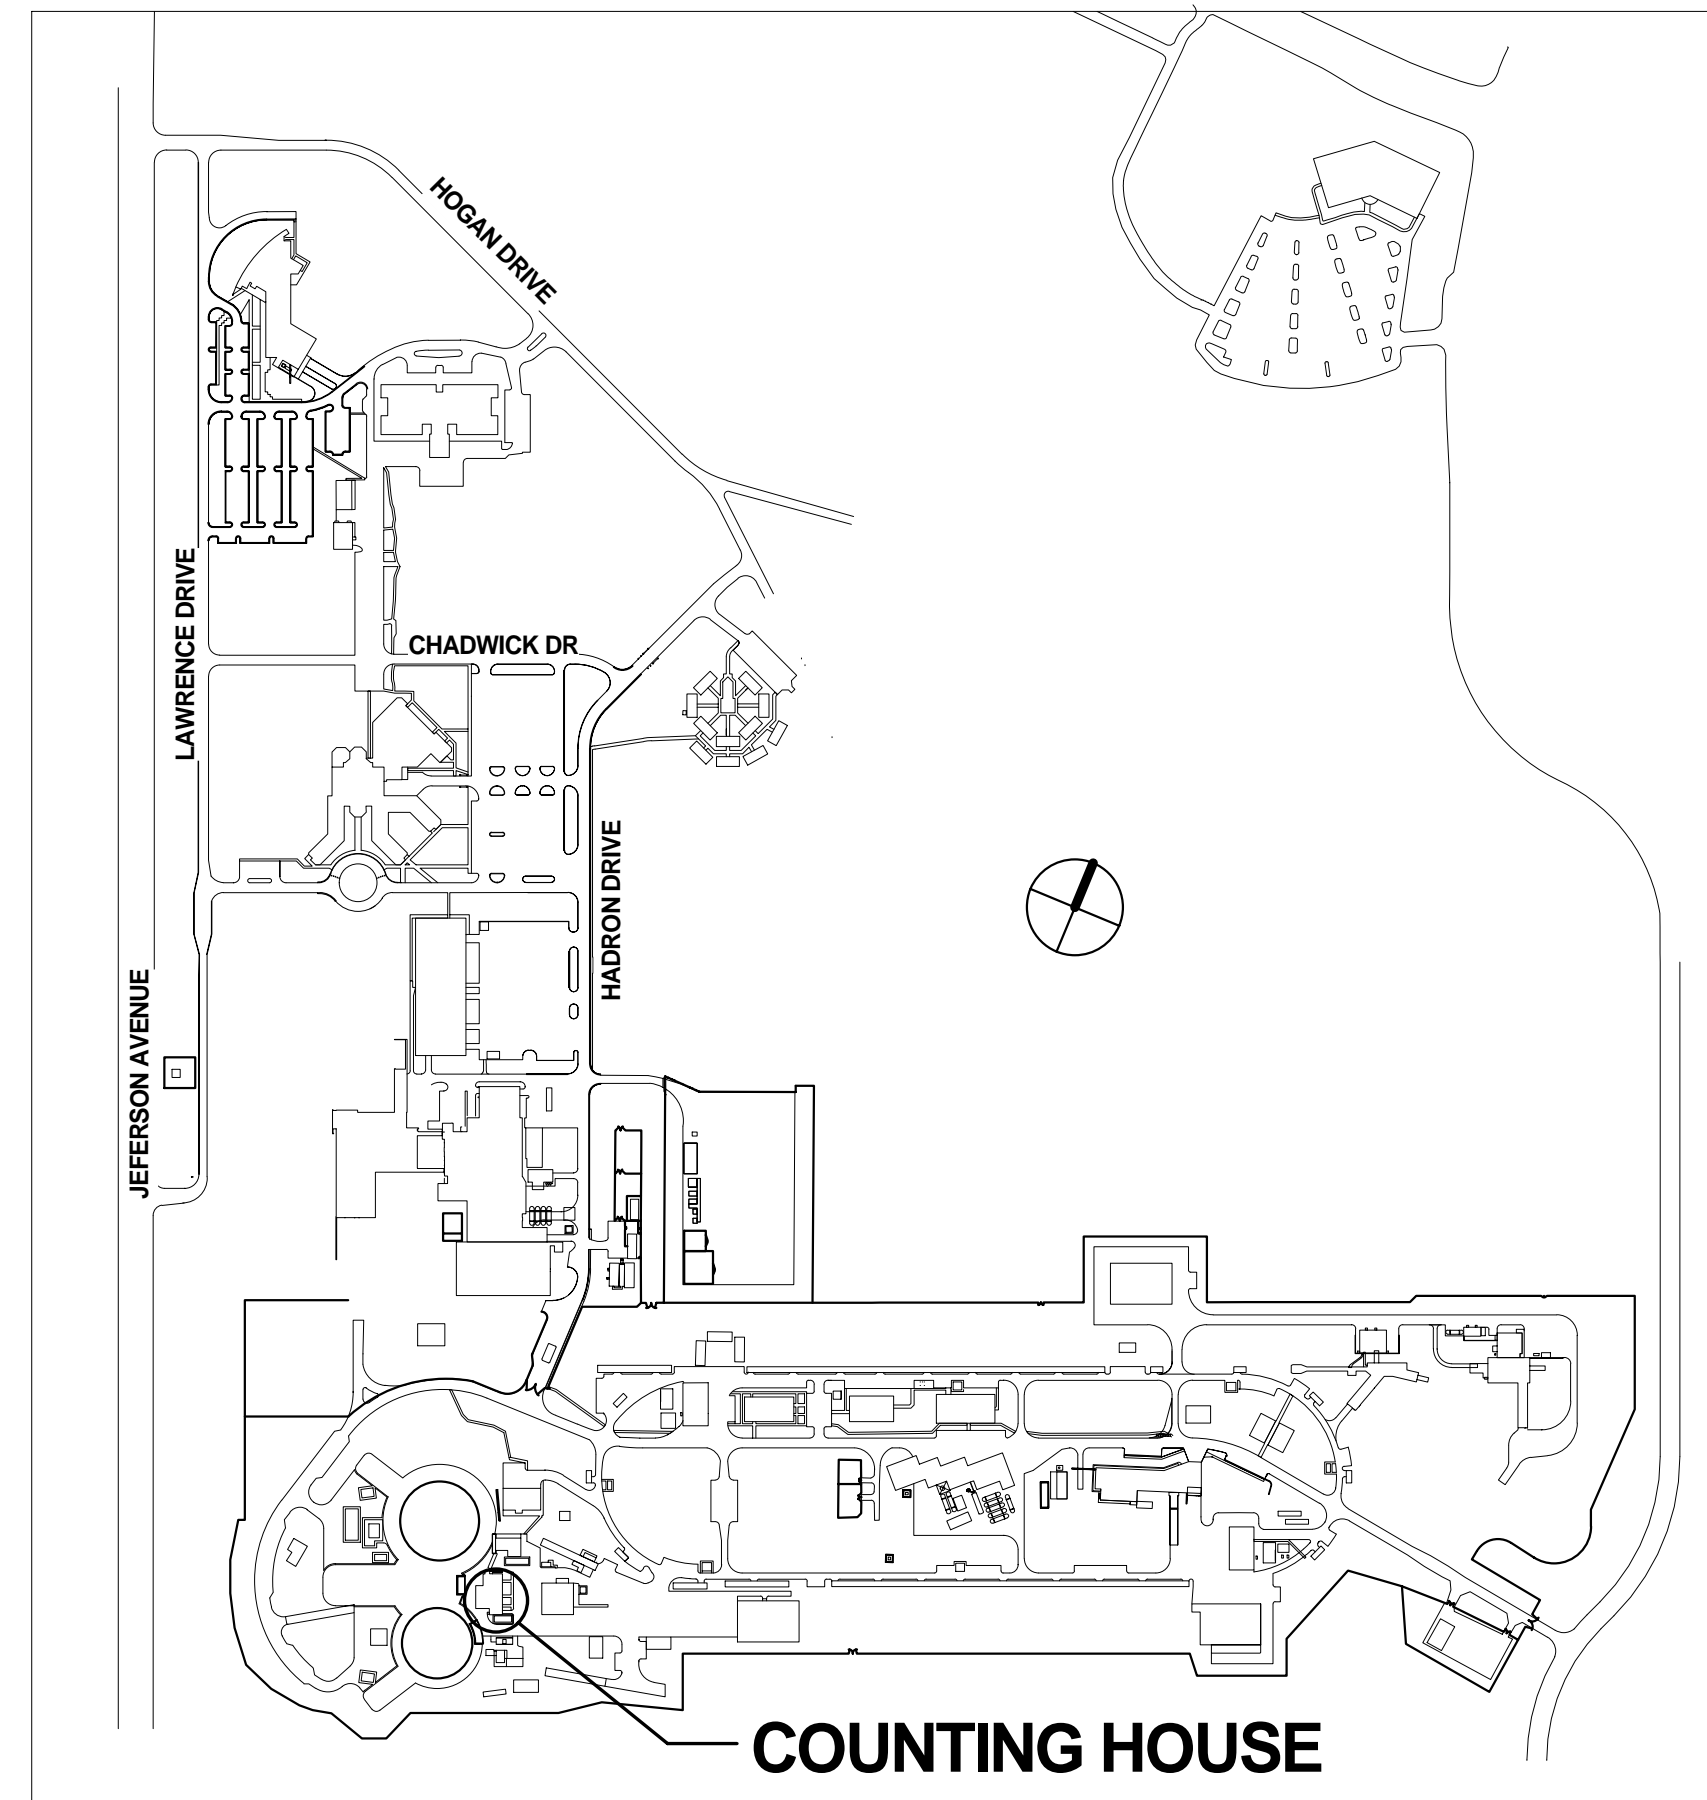 HOGAN DRIVE
LAWRENCE DRIVE
CHADWICK DR
HADRON DRIVE
JEFERSON AVENUE
COUNTING HOUSE